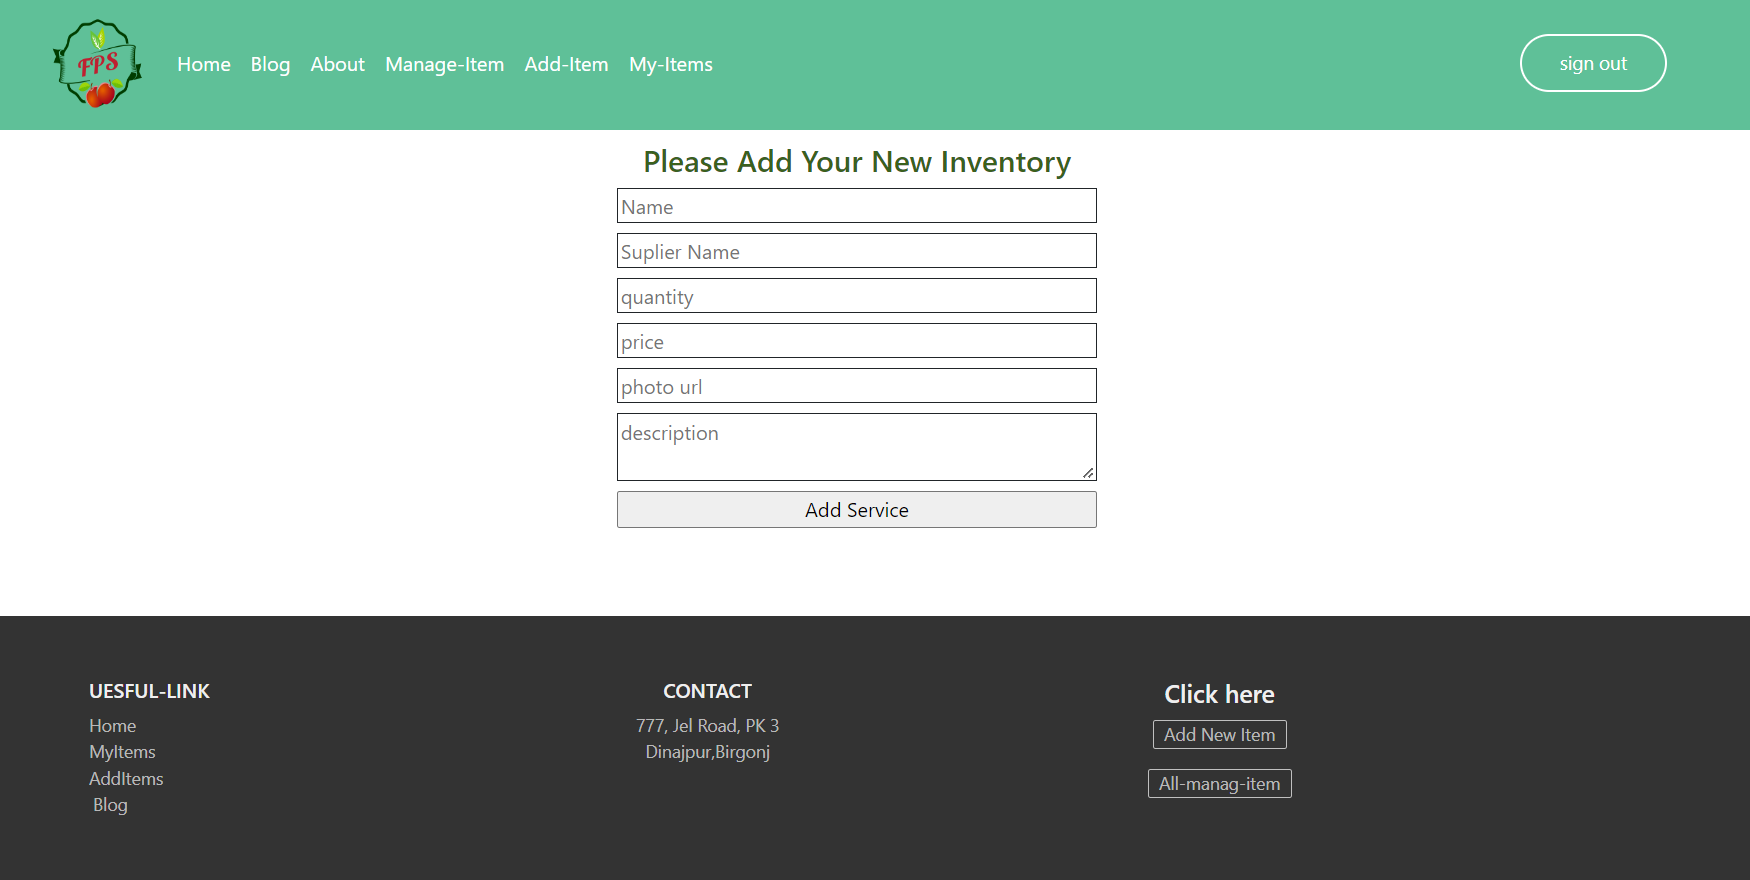 FPS
Home Blog About Manage-Item Add-Item My-Items sign out
Please Add Your New Inventory
Name
Suplier Name
quantity
price
photo url
description
Add Service
UESFUL-LINK
Home
MyItems
AddItems
Blog
CONTACT
777, Jel Road, PK 3
Dinajpur,Birgonj
Click here
Add New Item
All-manag-item